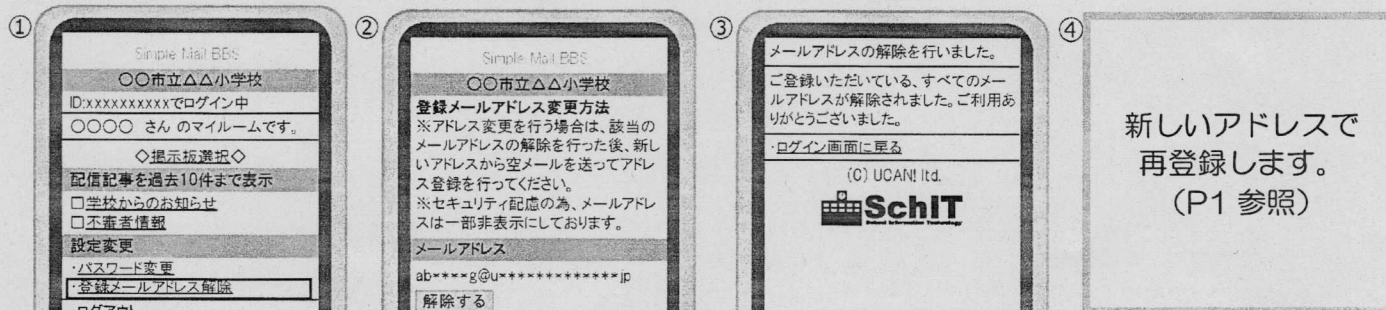 ①
Simple Mail BBS
〇〇市立△△小学校
ID:xxxxxxxxxxでログイン中
〇〇〇〇 さん のマイルームです。
◇掲示板選択◇
配信記事を過去10件まで表示
□学校からのお知らせ
□不審者情報
設定変更
・パスワード変更
・登録メールアドレス解除
・ログアウト
②
Simple Mail BBS
〇〇市立△△小学校
登録メールアドレス変更方法
※アドレス変更を行う場合は、該当の
メールアドレスの解除を行った後、新し
いアドレスから空メールを送ってアドレ
ス登録を行ってください。
※セキュリティ配慮の為、メールアドレ
スは一部非表示にしております。
メールアドレス
ab****g@u*************jp
解除する
③
メールアドレスの解除を行いました。
ご登録いただいている、すべてのメー
ルアドレスが解除されました。ご利用あ
りがとうございました。
・ログイン画面に戻る
(C) UCAN! ltd.
SchIT
School Information Technology
④
新しいアドレスで
再登録します。
(P1 参照)